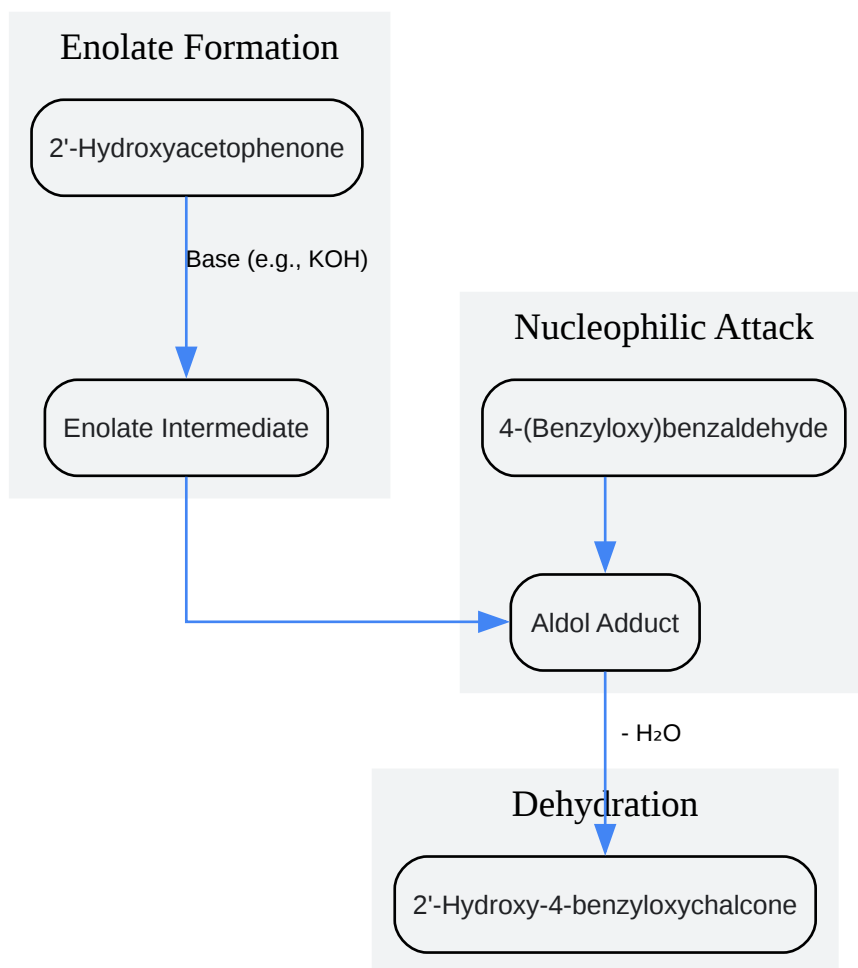 Enolate Formation
2'-Hydroxyacetophenone
Base (e.g., KOH)
Enolate Intermediate
Nucleophilic Attack
4-(Benzyloxy)benzaldehyde
Aldol Adduct
- H₂O
Dehydration
2'-Hydroxy-4-benzyloxychalcone